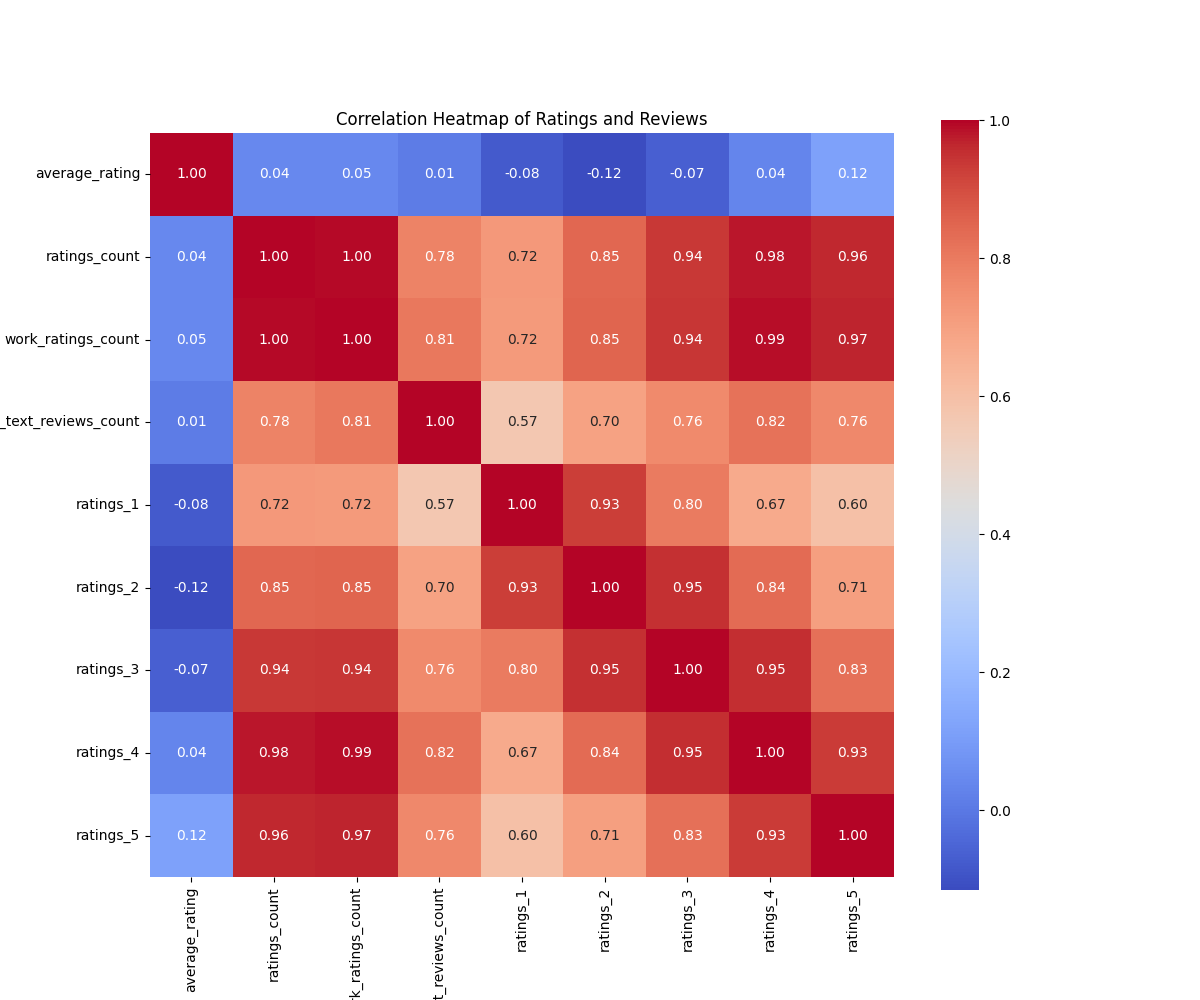 Correlation Heatmap of Ratings and Reviews
average_rating 1.00 0.04 0.05 0.01 -0.08 -0.12 -0.07 0.04 0.12
ratings_count 0.04 1.00 1.00 0.78 0.72 0.85 0.94 0.98 0.96
work_ratings_count 0.05 1.00 1.00 0.81 0.72 0.85 0.94 0.99 0.97
_text_reviews_count 0.01 0.78 0.81 1.00 0.57 0.70 0.76 0.82 0.76
ratings_1 -0.08 0.72 0.72 0.57 1.00 0.93 0.80 0.67 0.60
ratings_2 -0.12 0.85 0.85 0.70 0.93 1.00 0.95 0.84 0.71
ratings_3 -0.07 0.94 0.94 0.76 0.80 0.95 1.00 0.95 0.83
ratings_4 0.04 0.98 0.99 0.82 0.67 0.84 0.95 1.00 0.93
ratings_5 0.12 0.96 0.97 0.76 0.60 0.71 0.83 0.93 1.00
average_rating
ratings_count
rk_ratings_count
t_reviews_count
ratings_1
ratings_2
ratings_3
ratings_4
ratings_5
1.0
0.8
0.6
0.4
0.2
0.0